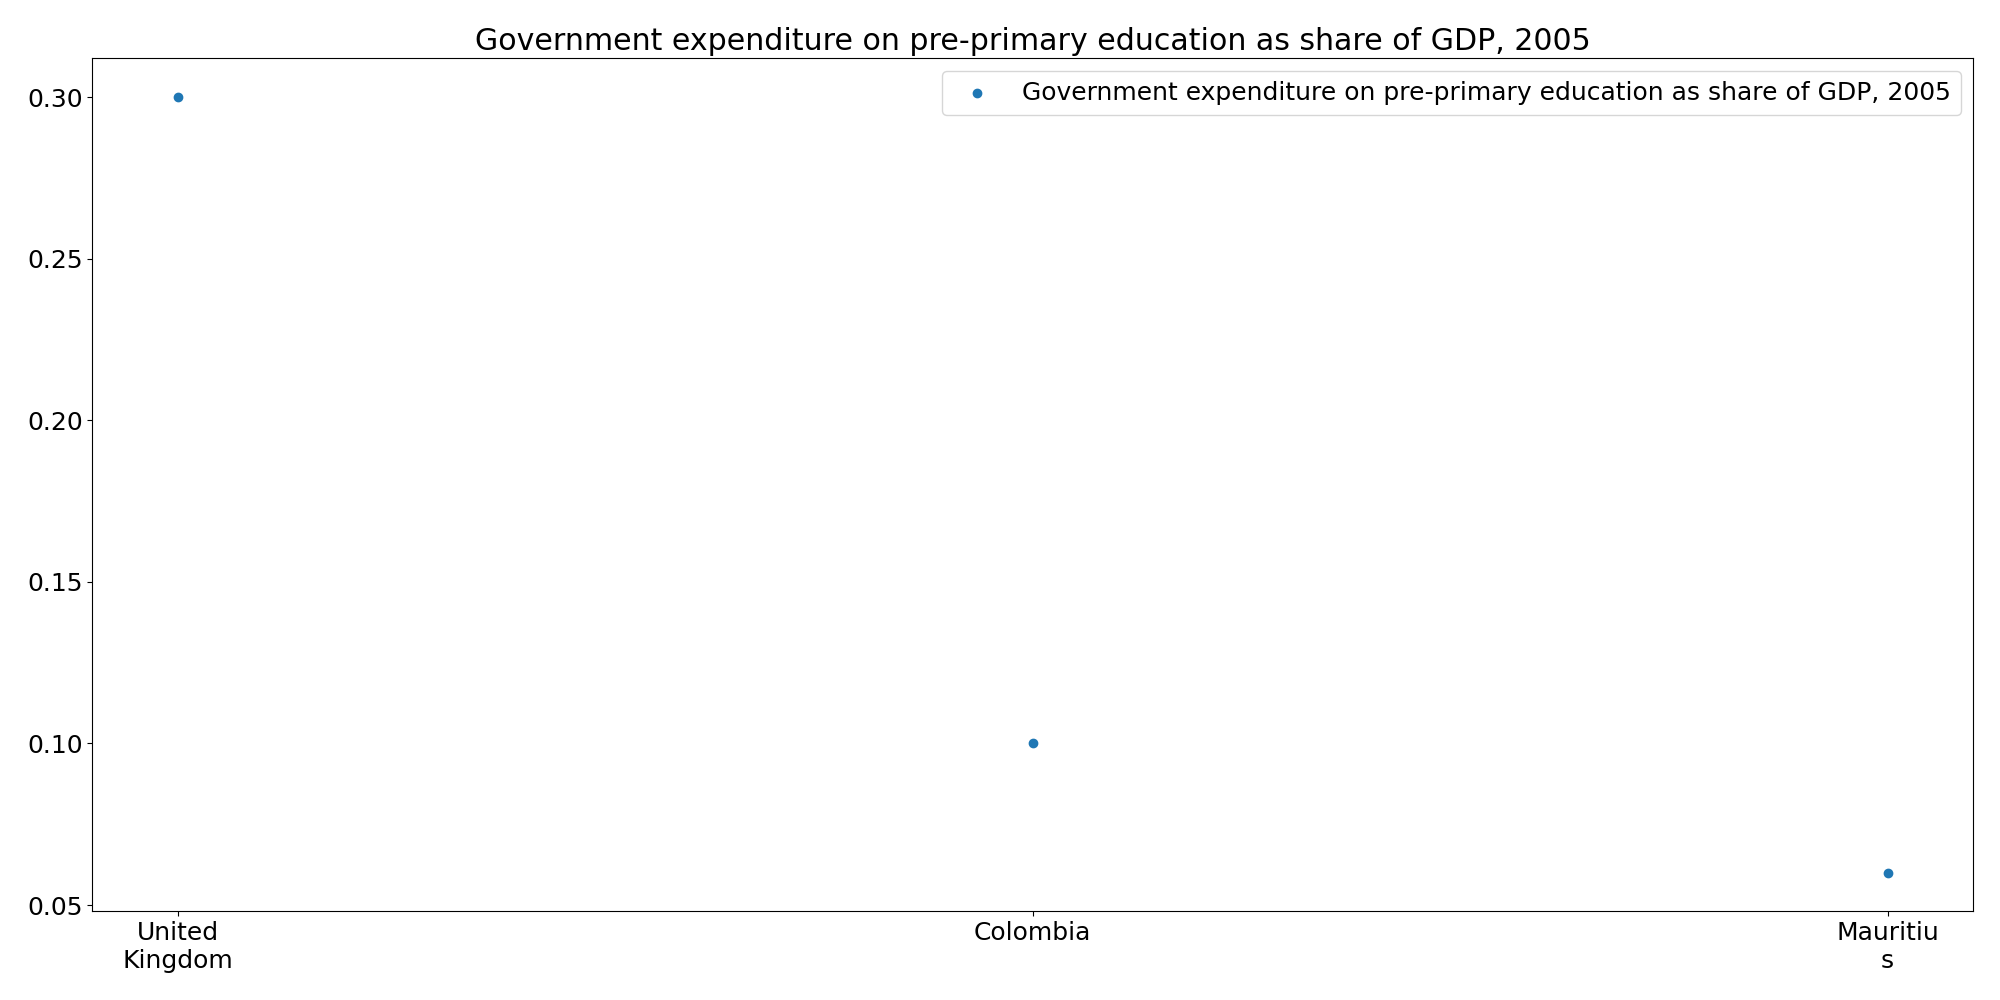 Government expenditure on pre-primary education as share of GDP, 2005
Government expenditure on pre-primary education as share of GDP, 2005
0.30
0.25
0.20
0.15
0.10
0.05
United
Kingdom
Colombia
Mauritiu
s